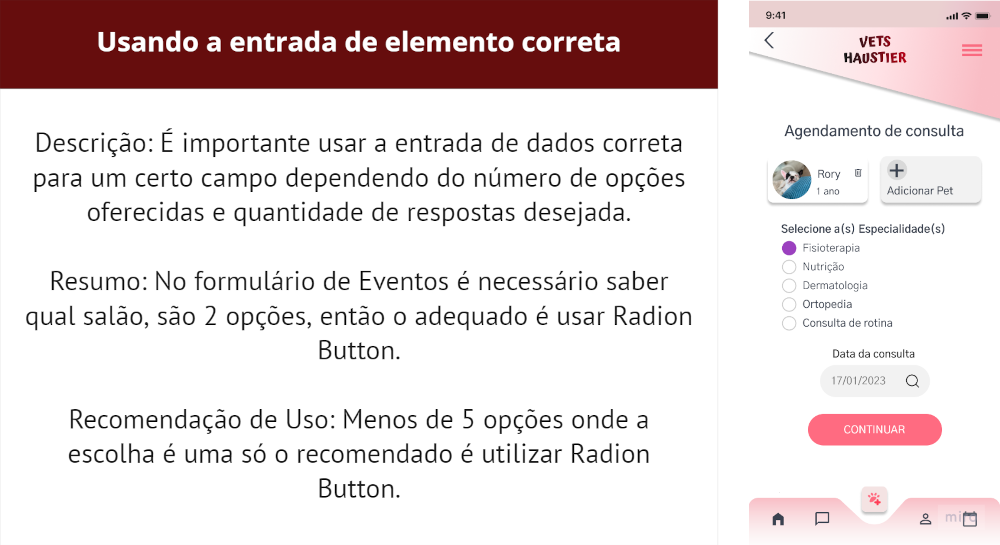 Usando a entrada de elemento correta
Descrição: É importante usar a entrada de dados correta
para um certo campo dependendo do número de opções
oferecidas e quantidade de respostas desejada.
Resumo: No formulário de Eventos é necessário saber
qual salão, são 2 opções, então o adequado é usar Radion
Button.
Recomendação de Uso: Menos de 5 opções onde a
escolha é uma só o recomendado é utilizar Radion
Button.
9:41
VETS
HAUSTIER
Agendamento de consulta
Rory
1 ano
Adicionar Pet
Selecione a(s) Especialidade(s)
Fisioterapia
Nutrição
Dermatologia
Ortopedia
Consulta de rotina
Data da consulta
17/01/2023
CONTINUAR
miro